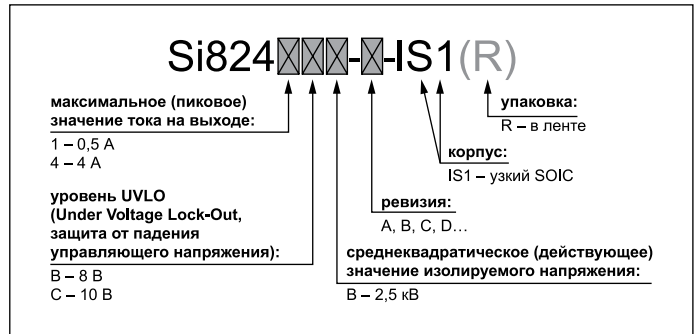 Si824☒☒☒-☒-IS1(R)
максимальное (пиковое)
значение тока на выходе:
1 – 0,5 А
4 – 4 А
уровень UVLO
(Under Voltage Lock-Out,
защита от падения
управляющего напряжения):
B – 8 В
C – 10 В
упаковка:
R – в ленте
корпус:
IS1 – узкий SOIC
ревизия:
A, B, C, D...
среднеквадратическое (действующее)
значение изолируемого напряжения:
B – 2,5 кВ